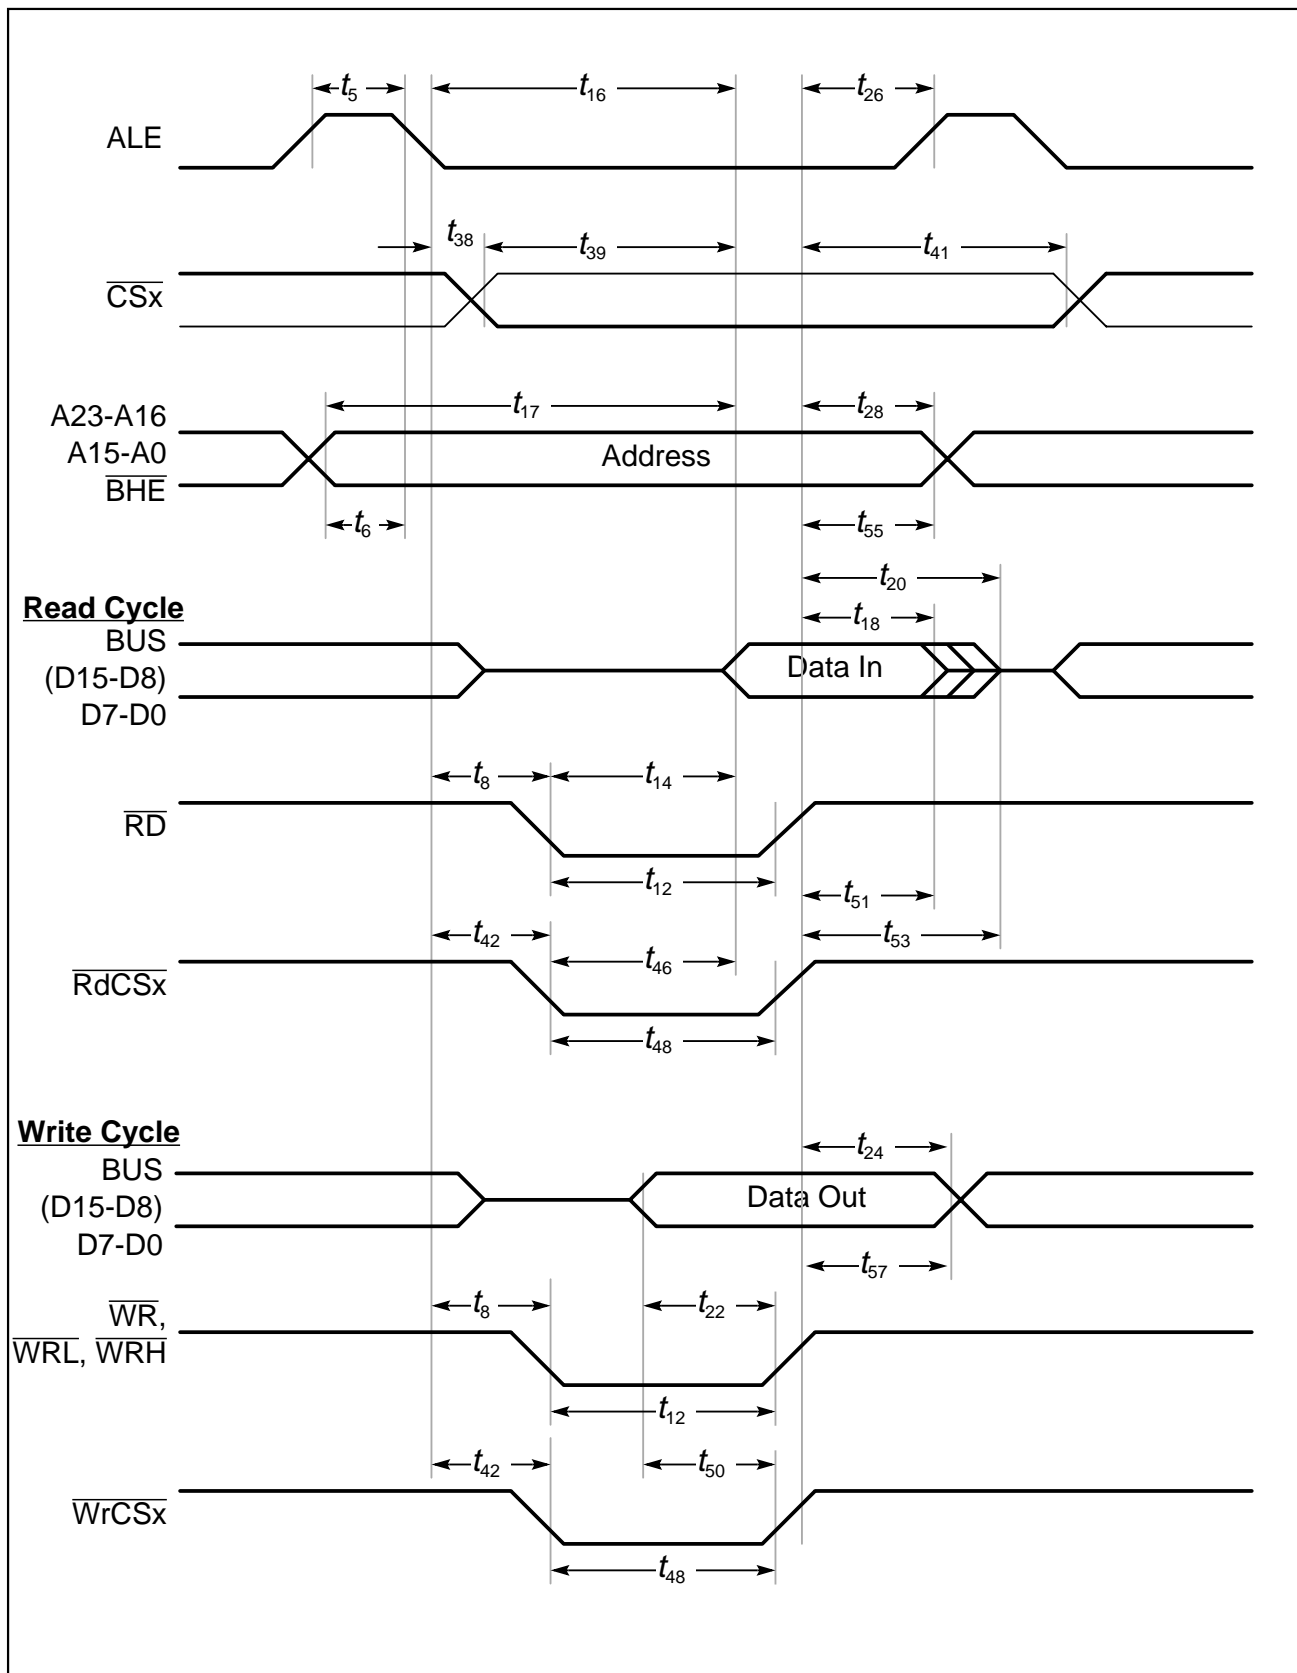 t5 t16 t26
ALE
t38 t39 t41
CSx
A23-A16 t17 t28
A15-A0 Address
BHE
t6 t55
t20
Read Cycle t18
BUS Data In
(D15-D8)
D7-D0
t8 t14
RD
t12 t51
t42 t53
t46
RdCSx
t48
Write Cycle t24
BUS
(D15-D8) Data Out
D7-D0
t57
WR, t8 t22
WRL, WRH
t12
t42 t50
WrCSx
t48